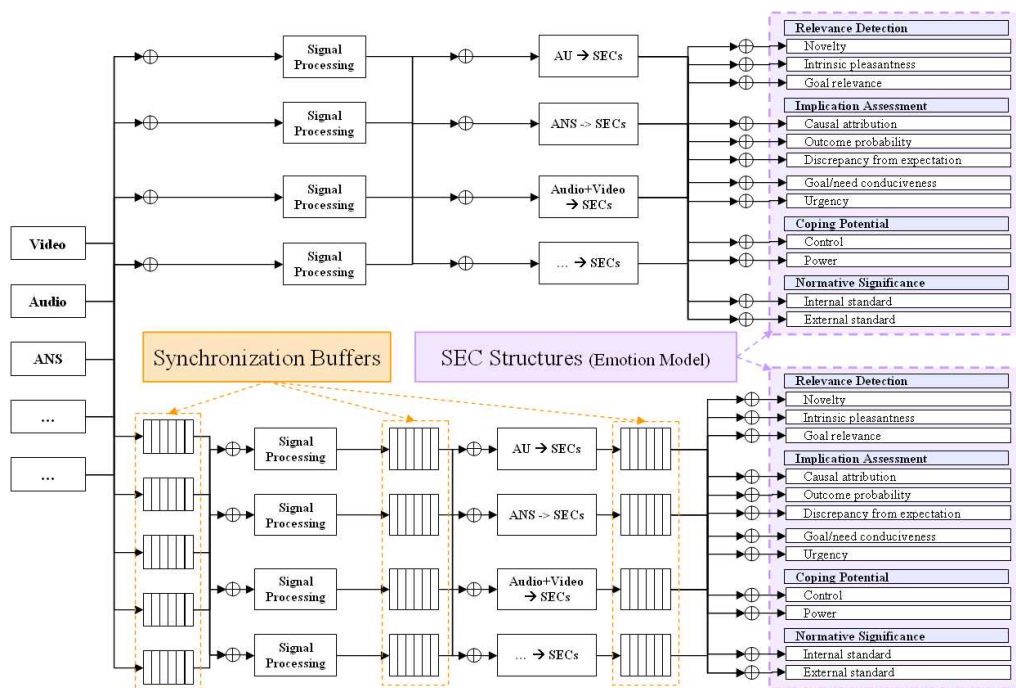 Video
Audio
ANS
...
...
Signal
Processing
Signal
Processing
Signal
Processing
Signal
Processing
AU → SECs
ANS -> SECs
Audio+Video
→ SECs
... → SECs
Relevance Detection
Novelty
Intrinsic pleasantness
Goal relevance
Implication Assessment
Causal attribution
Outcome probability
Discrepancy from expectation
Goal/need conduciveness
Urgency
Coping Potential
Control
Power
Normative Significance
Internal standard
External standard
Synchronization Buffers
SEC Structures (Emotion Model)
Signal
Processing
Signal
Processing
Signal
Processing
Signal
Processing
AU → SECs
ANS -> SECs
Audio+Video
→ SECs
... → SECs
Relevance Detection
Novelty
Intrinsic pleasantness
Goal relevance
Implication Assessment
Causal attribution
Outcome probability
Discrepancy from expectation
Goal/need conduciveness
Urgency
Coping Potential
Control
Power
Normative Significance
Internal standard
External standard